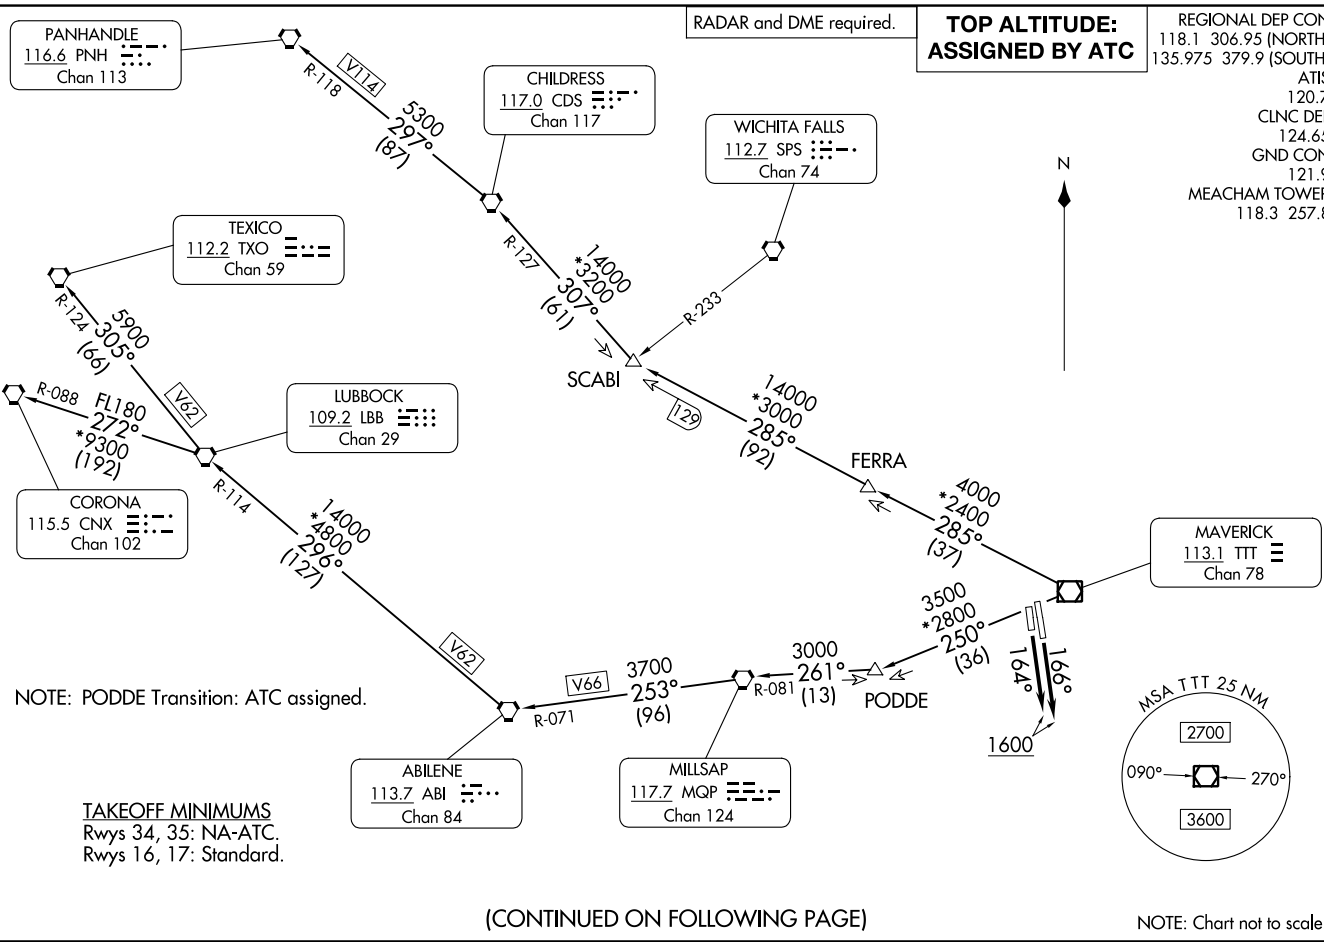 RADAR and DME required.
TOP ALTITUDE:
ASSIGNED BY ATC
REGIONAL DEP CON
118.1 306.95 (NORTH
135.975 379.9 (SOUTH
ATIS
120.7
CLNC DE
124.65
GND CON
121.9
MEACHAM TOWER
118.3 257.8
PANHANDLE
116.6 PNH
Chan 113
R-118
V114
5300
297°
(87)
CHILDRESS
117.0 CDS
Chan 117
WICHITA FALLS
112.7 SPS
Chan 74
N
R-127
14000
*3200
307°
(61)
R-233
SCABI
129
TEXICO
112.2 TXO
Chan 59
R-124
5900
305°
(66)
V62
R-088
FL180
272°
*9300
(192)
LUBBOCK
109.2 LBB
Chan 29
CORONA
115.5 CNX
Chan 102
R-114
14000
*4800
296°
(127)
V62
14000
*3000
285°
(92)
FERRA
4000
*2400
285°
(37)
MAVERICK
113.1 TTT
Chan 78
3500
*2800
250°
(36)
PODDE
3000
261°
(13)
R-081
3700
V66
253°
(96)
R-071
164°
166°
1600
NOTE: PODDE Transition: ATC assigned.
ABILENE
113.7 ABI
Chan 84
MILLSAP
117.7 MQP
Chan 124
MSA TTT 25 NM
2700
090°
270°
3600
TAKEOFF MINIMUMS
Rwys 34, 35: NA-ATC.
Rwys 16, 17: Standard.
(CONTINUED ON FOLLOWING PAGE)
NOTE: Chart not to scale